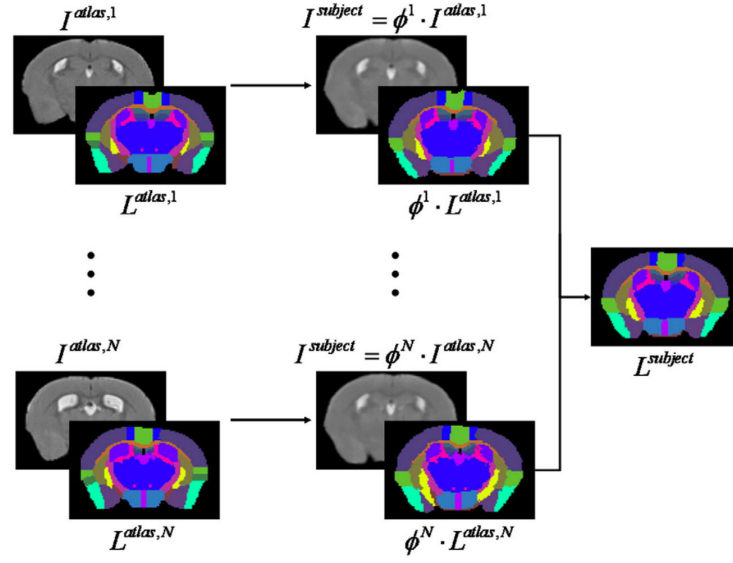 I^{atlas,1}
I^{subject} = ϕ^1 · I^{atlas,1}
L^{atlas,1}
ϕ^1 · L^{atlas,1}
I^{atlas,N}
I^{subject} = ϕ^N · I^{atlas,N}
L^{subject}
L^{atlas,N}
ϕ^N · L^{atlas,N}